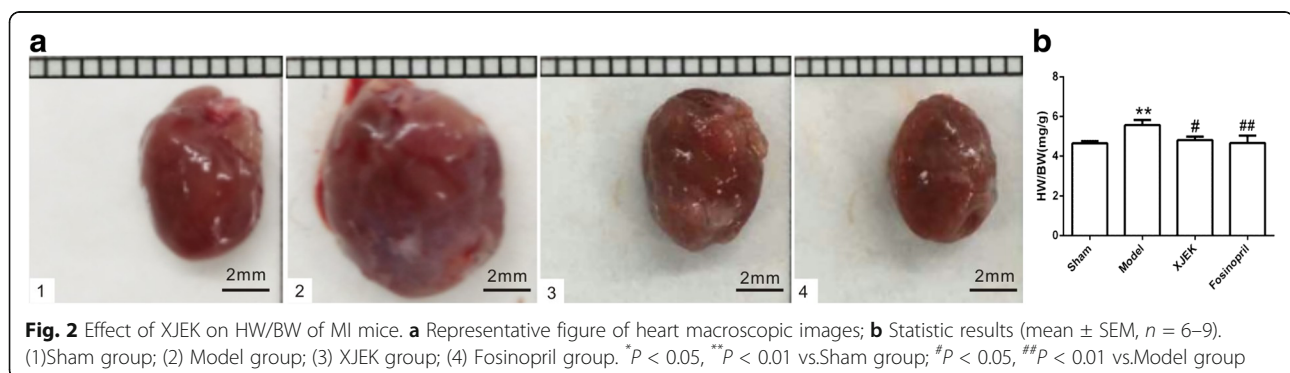 a
b
1
2mm
2
2mm
3
2mm
4
2mm
HW/BW(mg/g)
8
6
4
2
0
**
#
##
Sham
Model
XJEK
Fosinopril
Fig. 2 Effect of XJEK on HW/BW of MI mice. a Representative figure of heart macroscopic images; b Statistic results (mean ± SEM, n = 6–9).
(1)Sham group; (2) Model group; (3) XJEK group; (4) Fosinopril group. *P < 0.05, **P < 0.01 vs.Sham group; #P < 0.05, ##P < 0.01 vs.Model group